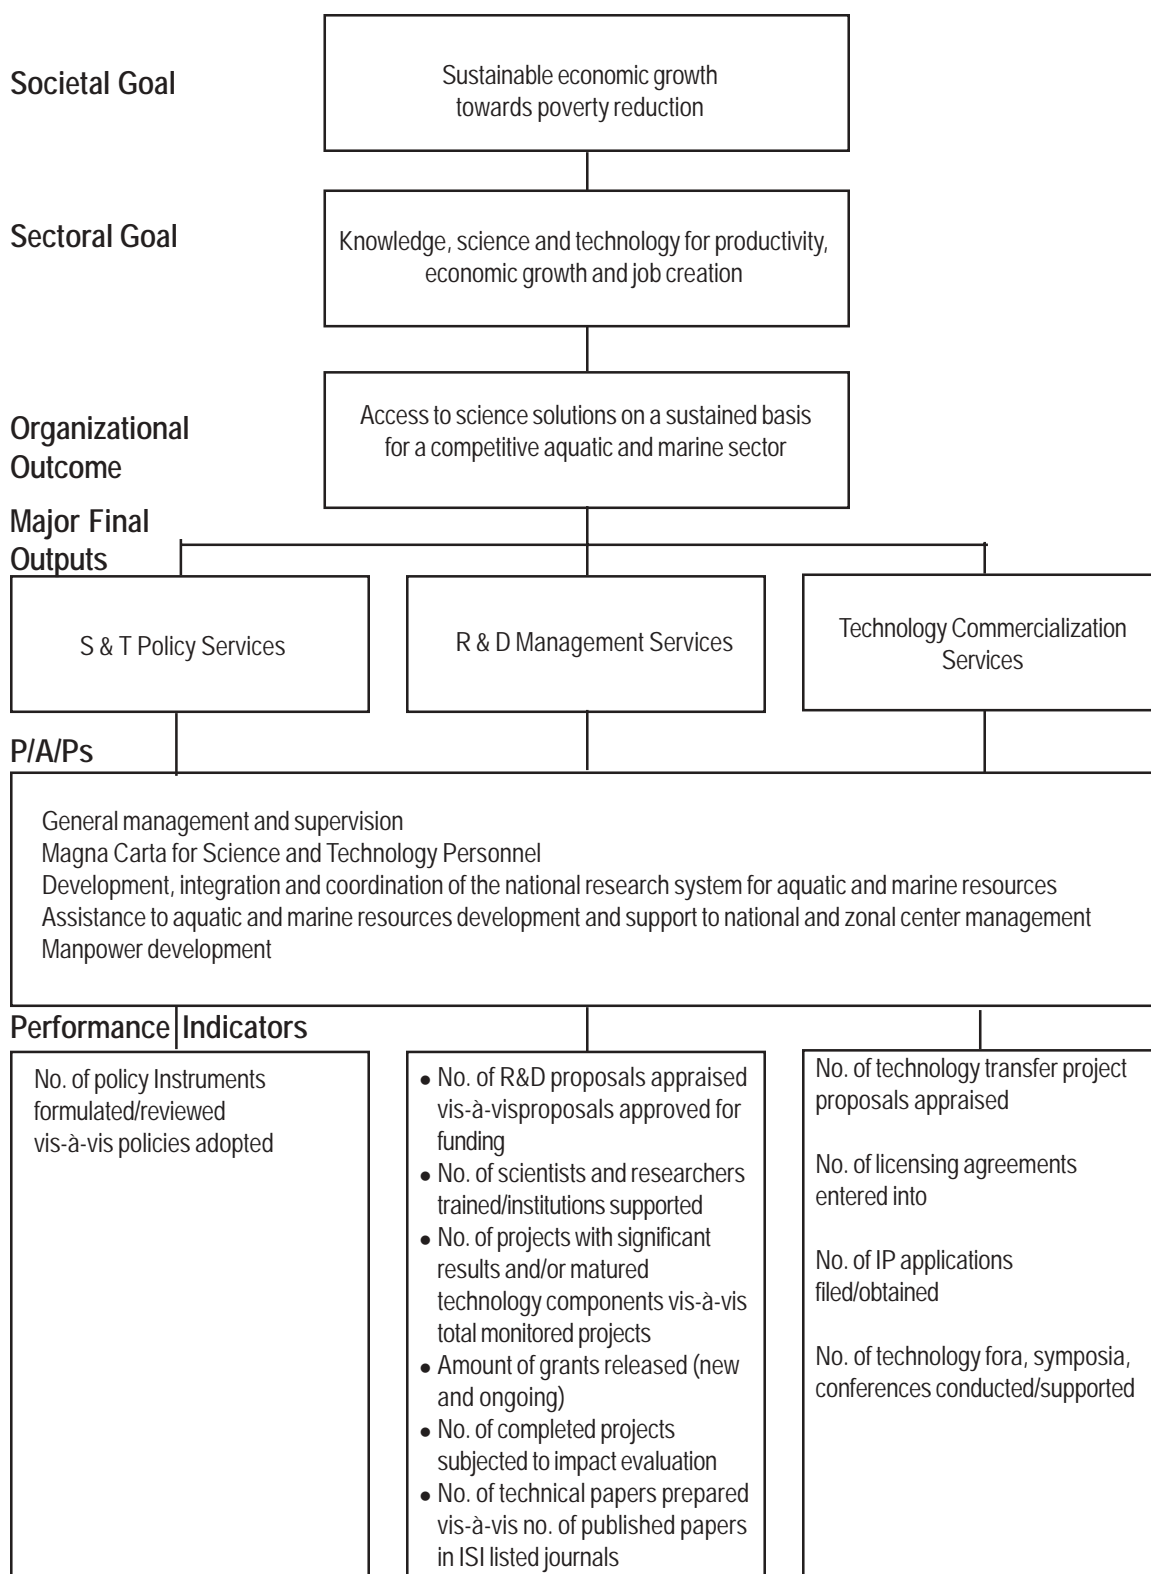 Societal Goal
Sustainable economic growth
towards poverty reduction
Sectoral Goal
Knowledge, science and technology for productivity,
economic growth and job creation
Organizational
Outcome
Access to science solutions on a sustained basis
for a competitive aquatic and marine sector
Major Final
Outputs
S & T Policy Services
R & D Management Services
Technology Commercialization
Services
P/A/Ps
General management and supervision
Magna Carta for Science and Technology Personnel
Development, integration and coordination of the national research system for aquatic and marine resources
Assistance to aquatic and marine resources development and support to national and zonal center management
Manpower development
Performance Indicators
No. of policy Instruments
formulated/reviewed
vis-à-vis policies adopted
• No. of R&D proposals appraised
vis-à-visproposals approved for
funding
• No. of scientists and researchers
trained/institutions supported
• No. of projects with significant
results and/or matured
technology components vis-à-vis
total monitored projects
• Amount of grants released (new
and ongoing)
• No. of completed projects
subjected to impact evaluation
• No. of technical papers prepared
vis-à-vis no. of published papers
in ISI listed journals
No. of technology transfer project
proposals appraised
No. of licensing agreements
entered into
No. of IP applications
filed/obtained
No. of technology fora, symposia,
conferences conducted/supported